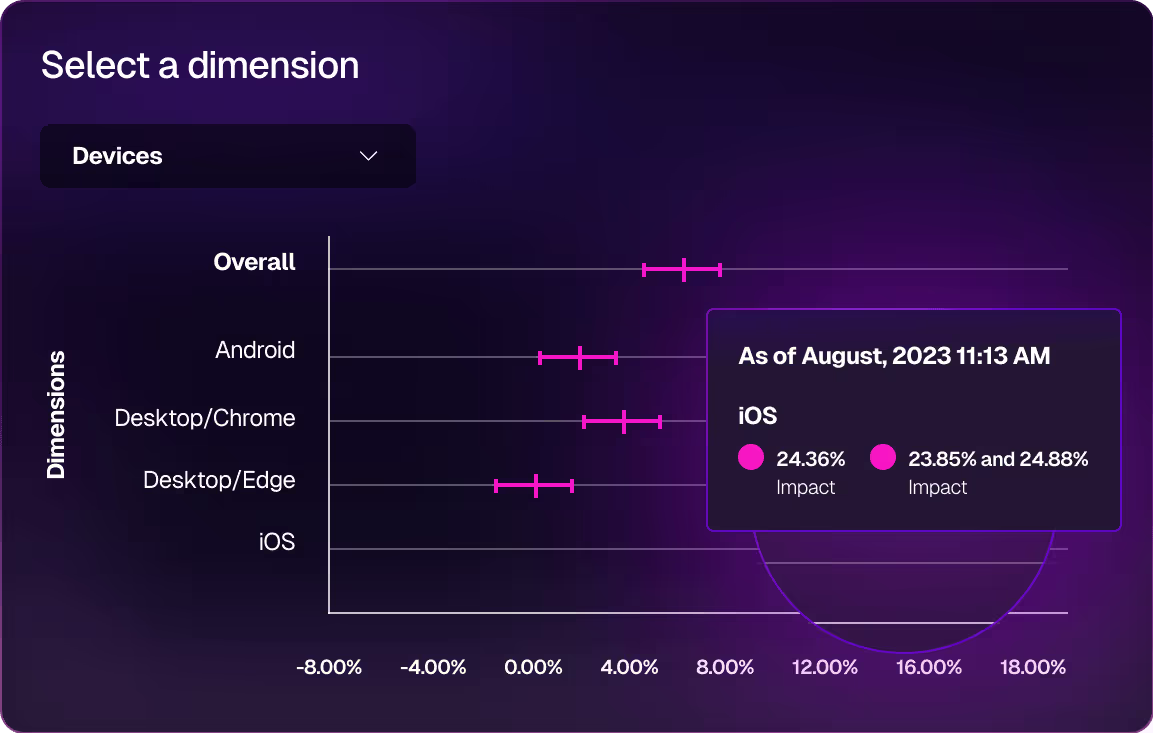 Select a dimension
Devices
Dimensions
Overall
Android
Desktop/Chrome
Desktop/Edge
iOS
As of August, 2023 11:13 AM
iOS
24.36% 23.85% and 24.88%
Impact Impact
-8.00% -4.00% 0.00% 4.00% 8.00% 12.00% 16.00% 18.00%